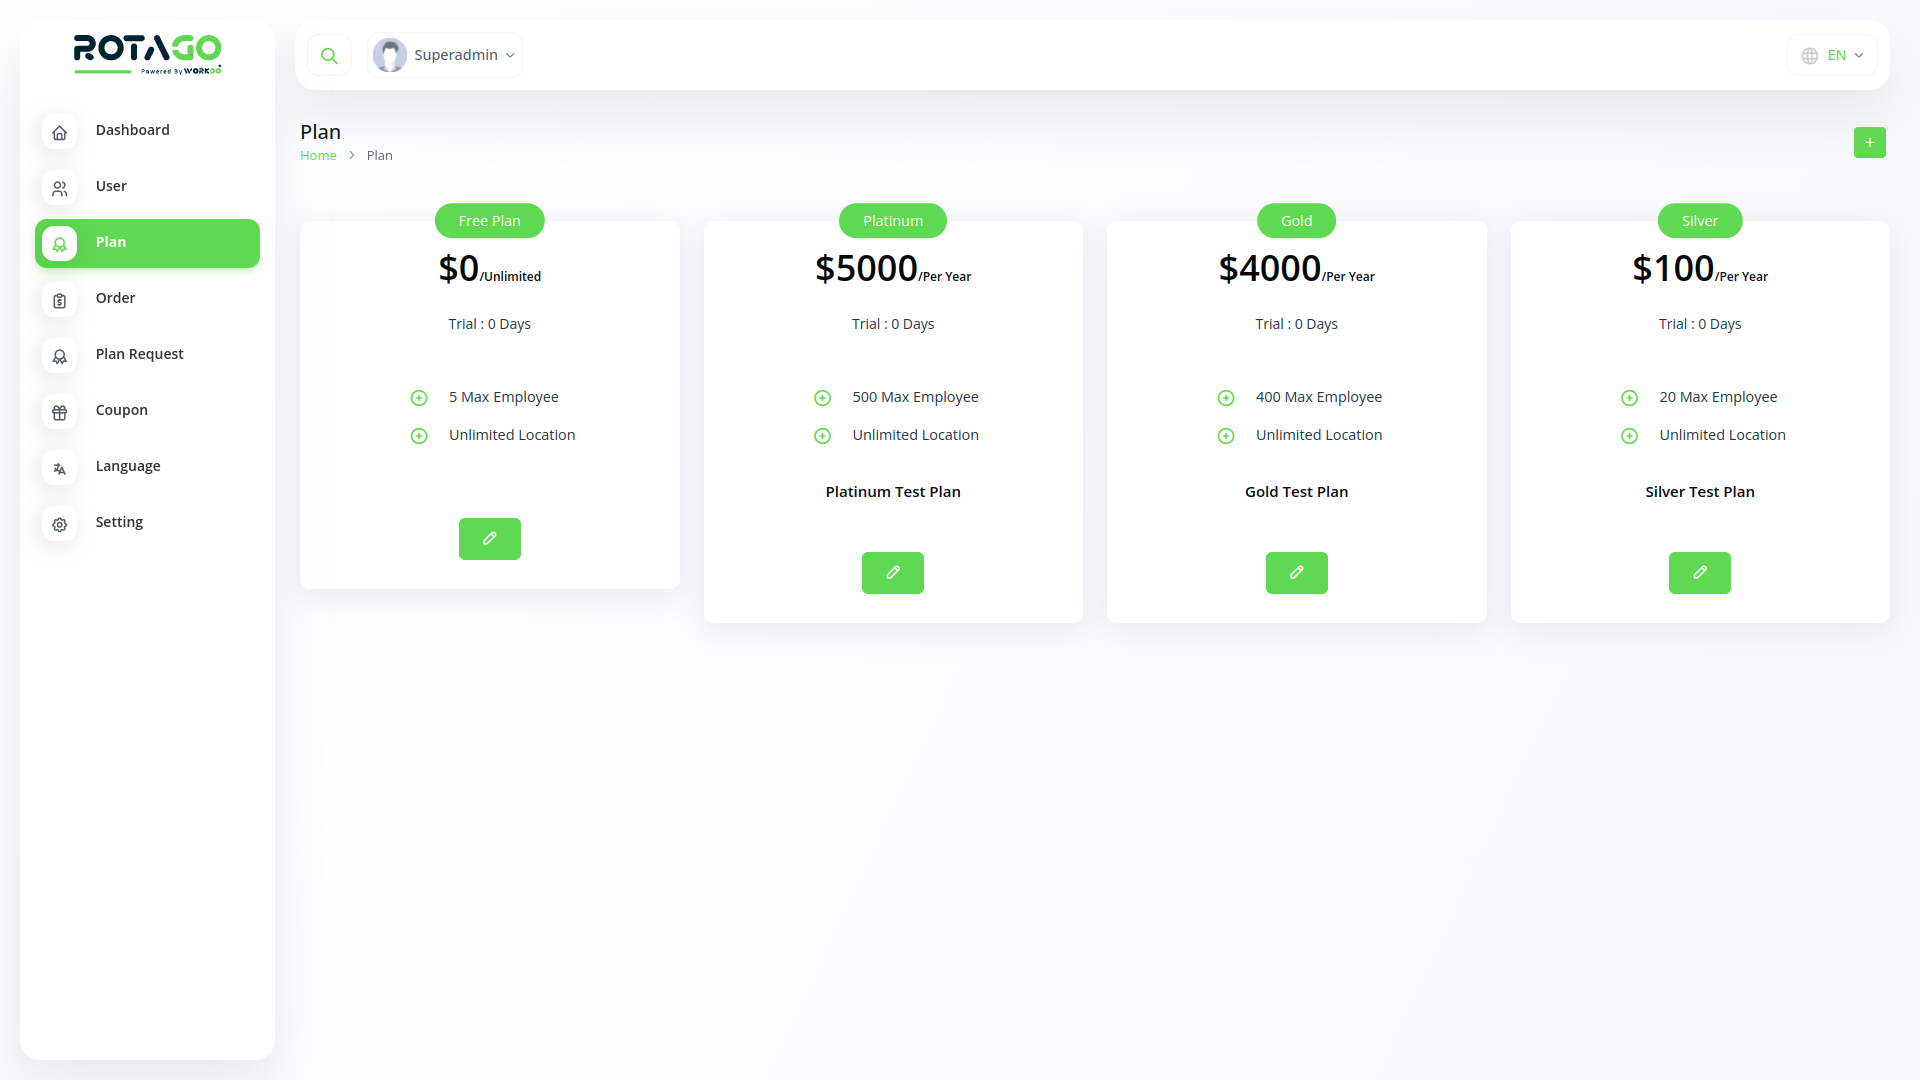 ROTAGO
Powered By WORKDO
Superadmin
EN
Dashboard
User
Plan
Order
Plan Request
Coupon
Language
Setting
Plan
Home > Plan
+
Free Plan
$0/Unlimited
Trial : 0 Days
5 Max Employee
Unlimited Location
Platinum
$5000/Per Year
Trial : 0 Days
500 Max Employee
Unlimited Location
Platinum Test Plan
Gold
$4000/Per Year
Trial : 0 Days
400 Max Employee
Unlimited Location
Gold Test Plan
Silver
$100/Per Year
Trial : 0 Days
20 Max Employee
Unlimited Location
Silver Test Plan